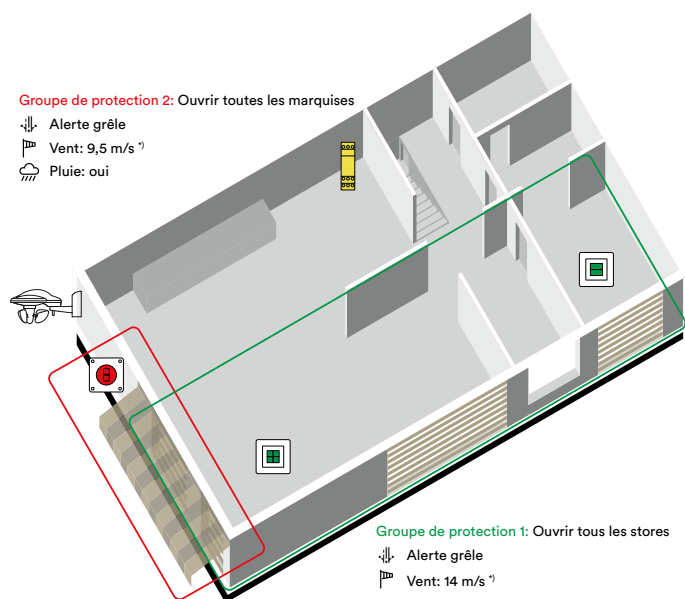 Groupe de protection 2: Ouvrir toutes les marquises
Alerte grêle
Vent: 9,5 m/s *)
Pluie: oui
Groupe de protection 1: Ouvrir tous les stores
Alerte grêle
Vent: 14 m/s *)